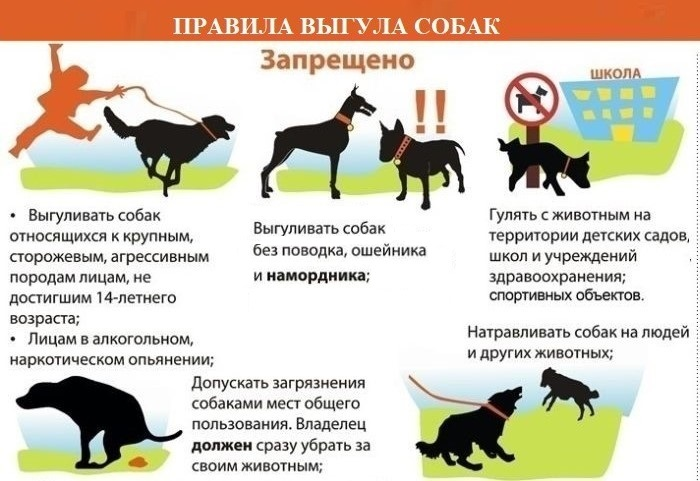 ПРАВИЛА ВЫГУЛА СОБАК
Запрещено
• Выгуливать собак
относящихся к крупным,
сторожевым, агрессивным
породам лицам, не
достигшим 14-летнего
возраста;
• Лицам в алкогольном,
наркотическом опьянении;
!!
Выгуливать собак
без поводка, ошейника
и намордника;
ШКОЛА
Гулять с животным на
территории детских садов,
школ и учреждений
здравоохранения;
спортивных объектов.
Допускать загрязнения
собаками мест общего
пользования. Владелец
должен сразу убрать за
своим животным;
Натравливать собак на людей
и других животных;